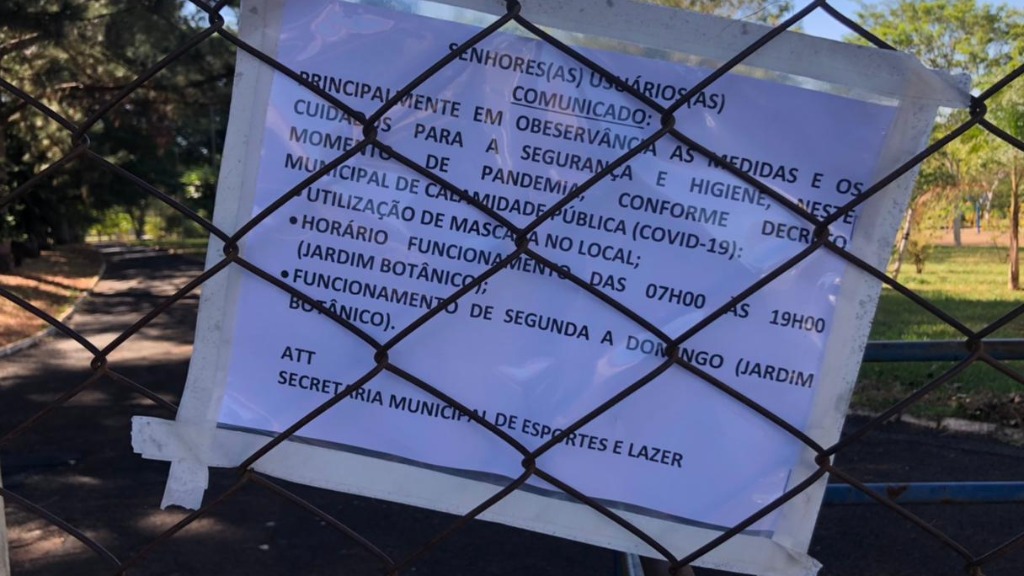 SENHORES(AS) USUÁRIOS(AS)
COMUNICADO:
PRINCIPALMENTE EM OBESERVÂNCIA AS MEDIDAS E OS
CUIDADOS PARA A SEGURANÇA E HIGIENE, NESTE
MOMENTO DE PANDEMIA, CONFORME DECRETO
MUNICIPAL DE CALAMIDADE PÚBLICA (COVID-19):
• UTILIZAÇÃO DE MASCARA NO LOCAL;
• HORÁRIO FUNCIONAMENTO DAS 07H00 ÀS 19H00
(JARDIM BOTÂNICO);
• FUNCIONAMENTO DE SEGUNDA A DOMINGO (JARDIM
BOTÂNICO).
ATT
SECRETARIA MUNICIPAL DE ESPORTES E LAZER